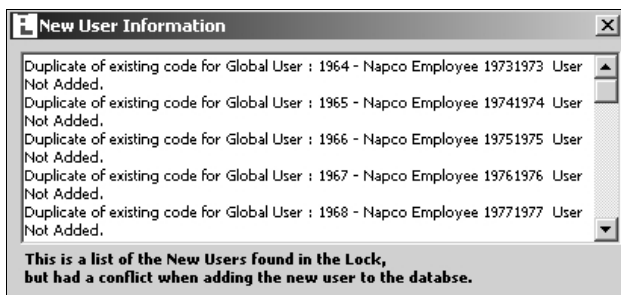 New User Information
Duplicate of existing code for Global User : 1964 - Napco Employee 19731973 User
Not Added.
Duplicate of existing code for Global User : 1965 - Napco Employee 19741974 User
Not Added.
Duplicate of existing code for Global User : 1966 - Napco Employee 19751975 User
Not Added.
Duplicate of existing code for Global User : 1967 - Napco Employee 19761976 User
Not Added.
Duplicate of existing code for Global User : 1968 - Napco Employee 19771977 User
Not Added.
This is a list of the New Users found in the Lock,
but had a conflict when adding the new user to the databse.